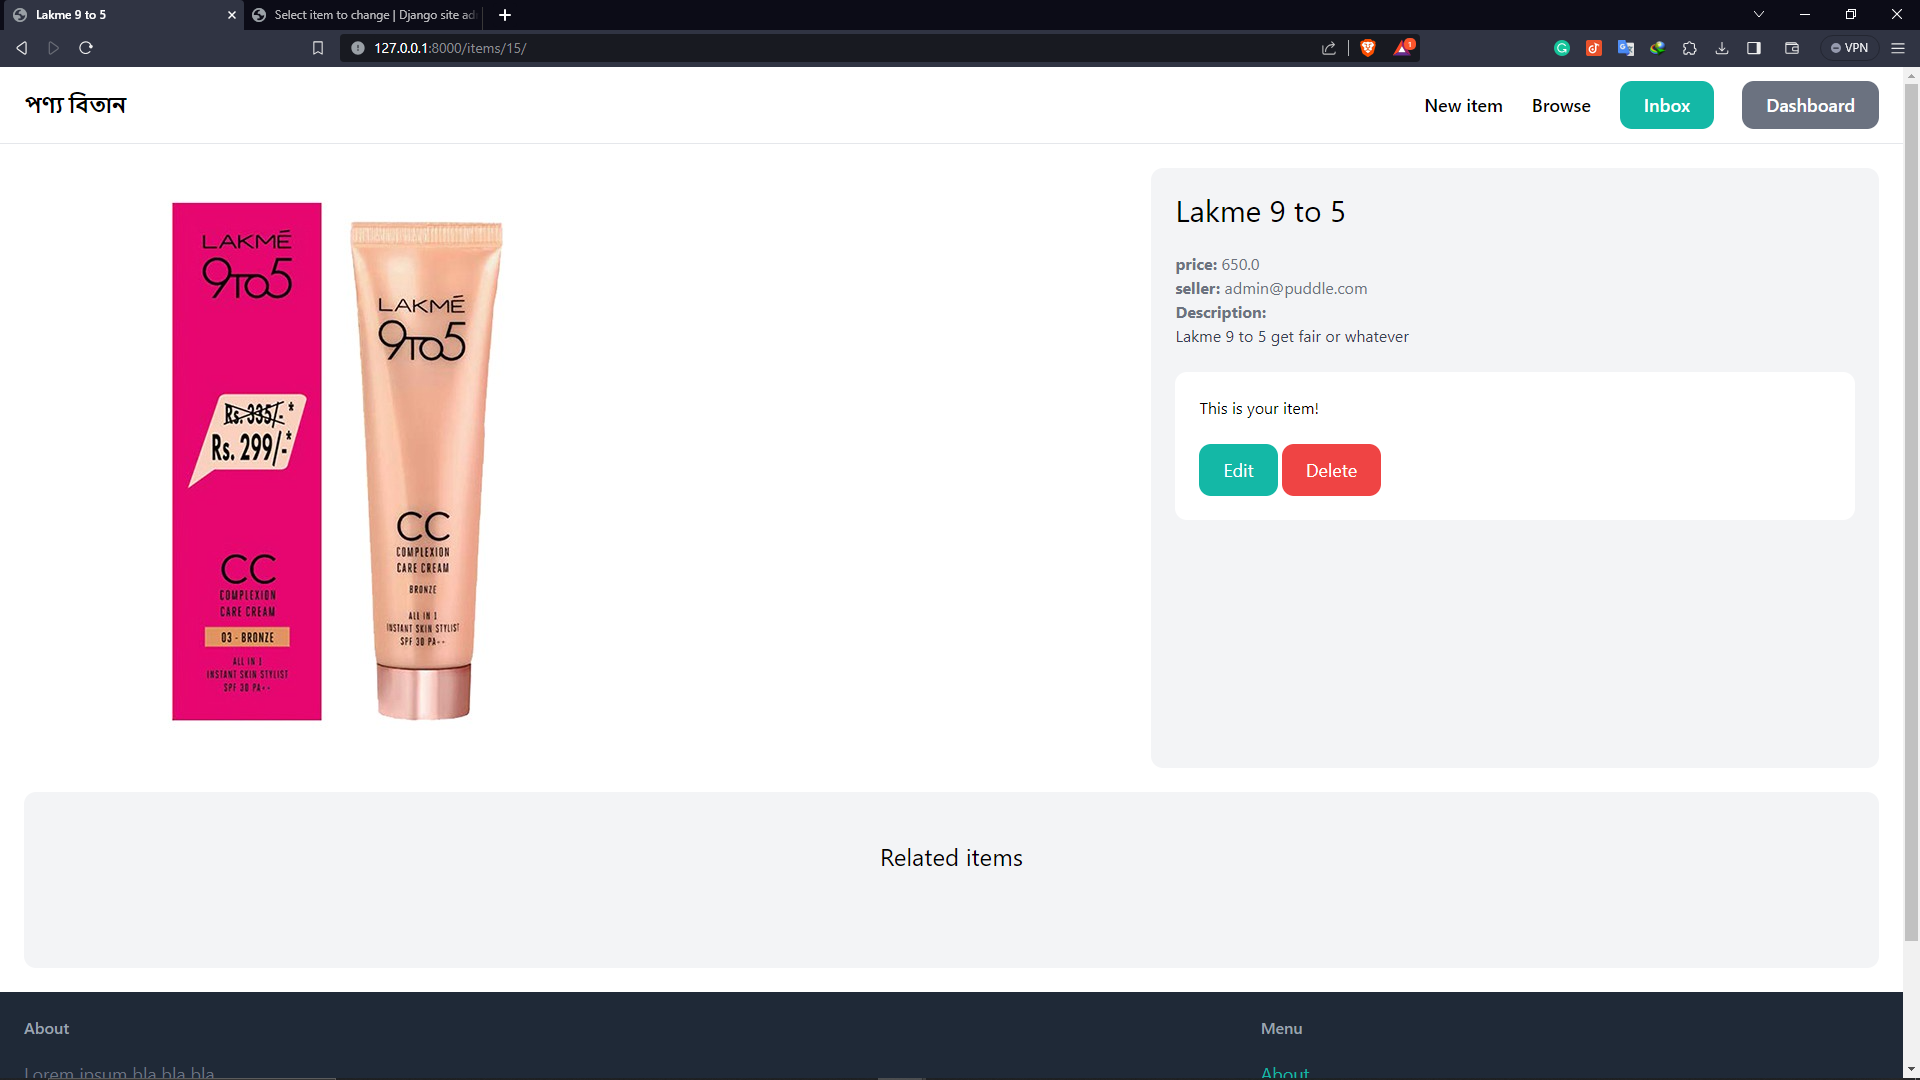 Lakme 9 to 5
Select item to change | Django site ad
127.0.0.1:8000/items/15/
1
VPN
পণ্য বিতান
New item
Browse
Inbox
Dashboard
LAKMÉ
9TO5
Rs. 335/-*
Rs. 299/-*
CC
COMPLEXION
CARE CREAM
03 - BRONZE
ALL IN 1
INSTANT SKIN STYLIST
SPF 30 PA++
LAKMÉ
9TO5
CC
COMPLEXION
CARE CREAM
BRONZE
ALL IN 1
INSTANT SKIN STYLIST
SPF 30 PA++
Lakme 9 to 5
price: 650.0
seller: admin@puddle.com
Description:
Lakme 9 to 5 get fair or whatever
This is your item!
Edit
Delete
Related items
About
Lorem ipsum bla bla bla
Menu
About